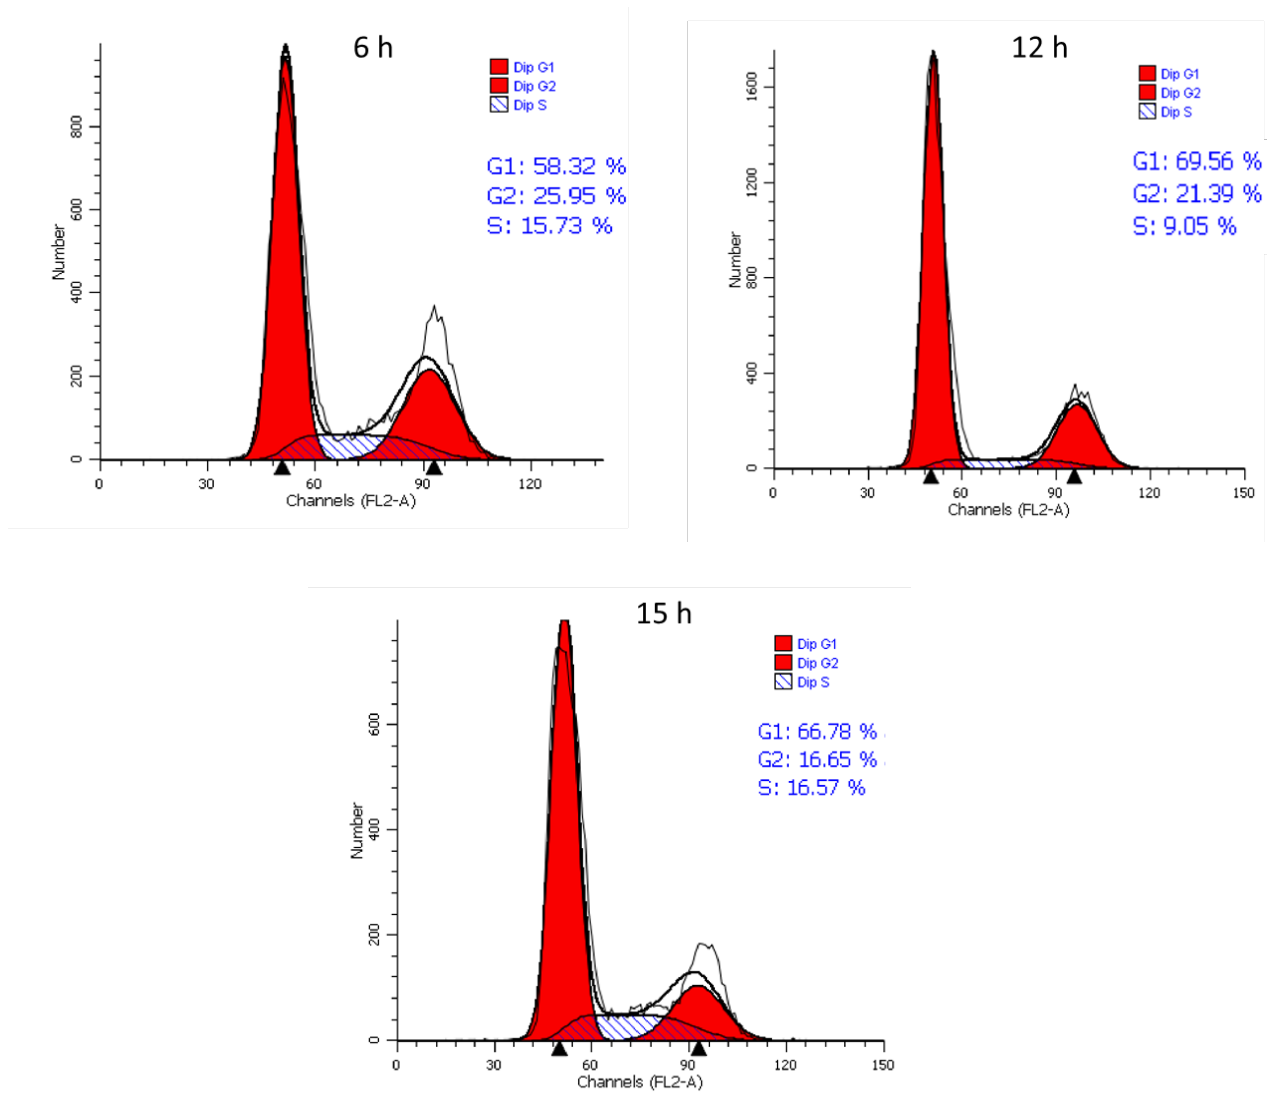 6 h
Dip G1
Dip G2
Dip S
G1: 58.32 %
G2: 25.95 %
S: 15.73 %
Number
800
600
400
200
0
0 30 60 90 120
Channels (FL2-A)
12 h
Dip G1
Dip G2
Dip S
G1: 69.56 %
G2: 21.39 %
S: 9.05 %
Number
1600
1200
800
400
0
0 30 60 90 120 150
Channels (FL2-A)
15 h
Dip G1
Dip G2
Dip S
G1: 66.78 %
G2: 16.65 %
S: 16.57 %
Number
600
400
200
0
0 30 60 90 120 150
Channels (FL2-A)